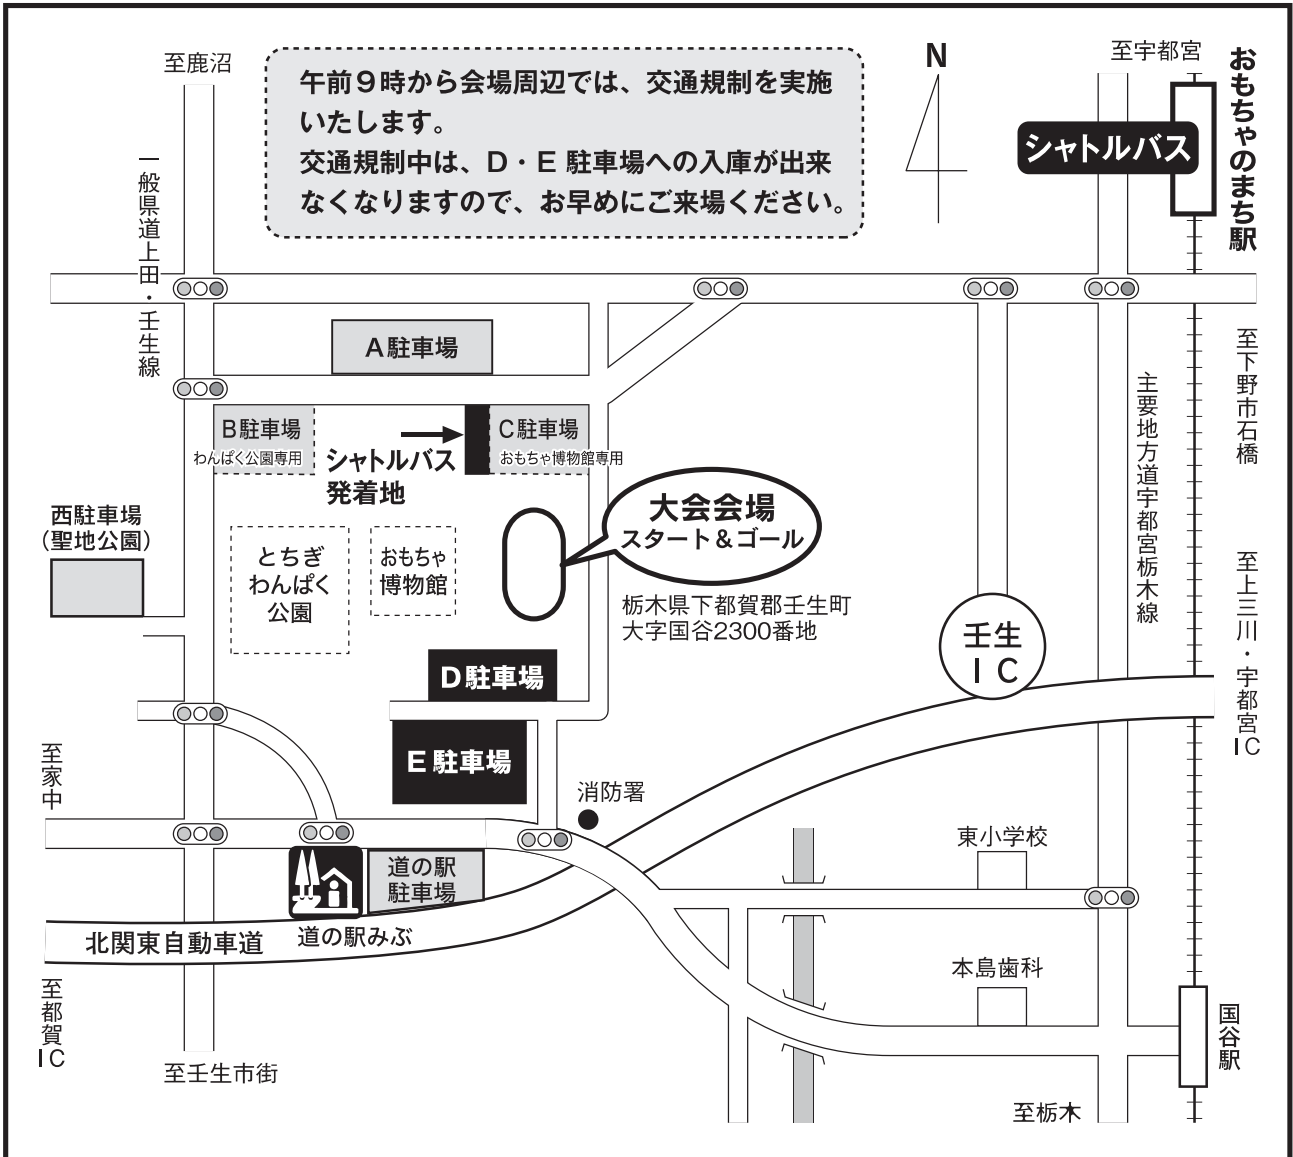 至鹿沼
午前9時から会場周辺では、交通規制を実施
いたします。
交通規制中は、D・E 駐車場への入庫が出来
なくなりますので、お早めにご来場ください。
N
至宇都宮
シャトルバス
おもちゃのまち駅
一般県道上田・壬生線
A駐車場
B駐車場
わんぱく公園専用
シャトルバス
発着地
C駐車場
おもちゃ博物館専用
至下野市石橋
主要地方道宇都宮栃木線
大会会場
スタート&ゴール
西駐車場
(聖地公園)
とちぎ
わんぱく
公園
おもちゃ
博物館
栃木県下都賀郡壬生町
大字国谷2300番地
壬生
IC
至上三川・宇都宮IC
D駐車場
E駐車場
至家中
消防署
東小学校
道の駅
駐車場
北関東自動車道
道の駅みぶ
本島歯科
至都賀IC
国谷駅
至壬生市街
至栃木